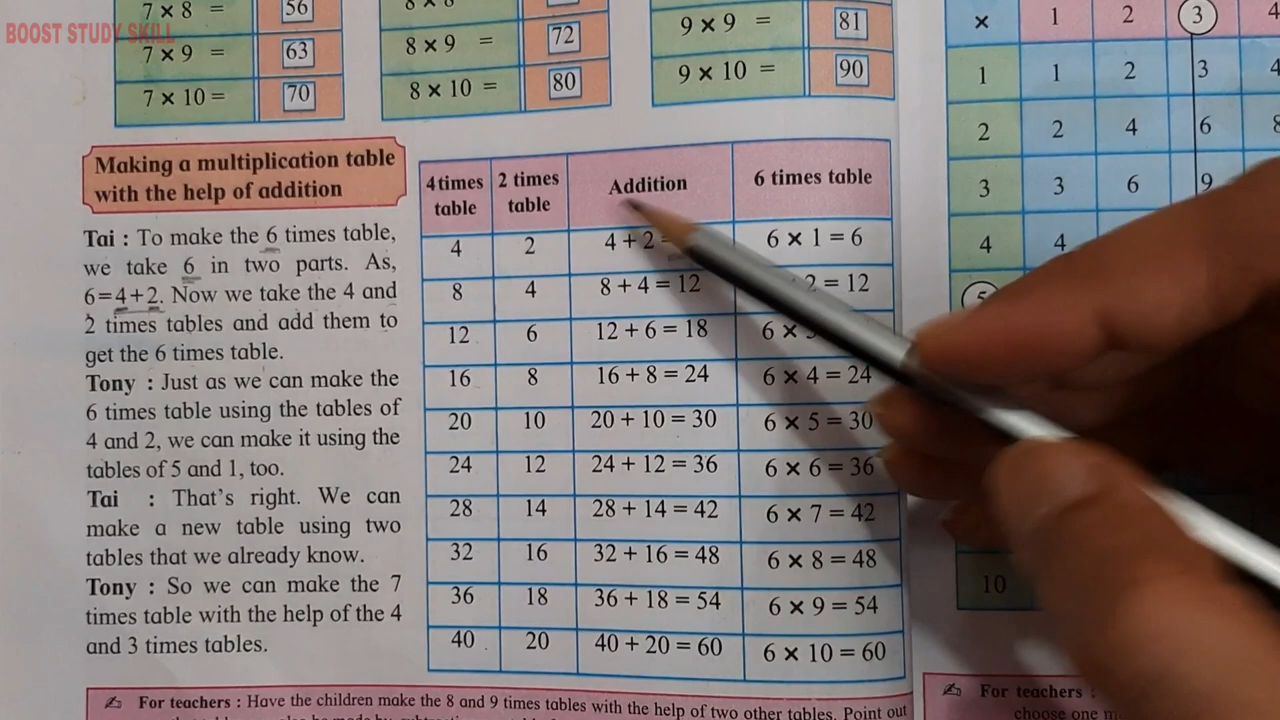 BOOST STUDY SKILL
7 × 8 = 56
7 × 9 = 63
7 × 10 = 70
8 × 9 = 72
8 × 10 = 80
9 × 9 = 81
9 × 10 = 90
Making a multiplication table
with the help of addition
Tai : To make the 6 times table,
we take 6 in two parts. As,
6=4+2. Now we take the 4 and
2 times tables and add them to
get the 6 times table.
Tony : Just as we can make the
6 times table using the tables of
4 and 2, we can make it using the
tables of 5 and 1, too.
Tai : That's right. We can
make a new table using two
tables that we already know.
Tony : So we can make the 7
times table with the help of the 4
and 3 times tables.
4 times table 2 times table Addition 6 times table
4 2 4 + 2 = 6 × 1 = 6
8 4 8 + 4 = 12 2 = 12
12 6 12 + 6 = 18 6 ×
16 8 16 + 8 = 24 6 × 4 = 24
20 10 20 + 10 = 30 6 × 5 = 30
24 12 24 + 12 = 36 6 × 6 = 36
28 14 28 + 14 = 42 6 × 7 = 42
32 16 32 + 16 = 48 6 × 8 = 48
36 18 36 + 18 = 54 6 × 9 = 54
40 20 40 + 20 = 60 6 × 10 = 60
For teachers : Have the children make the 8 and 9 times tables with the help of two other tables. Point out
× 1 2 3 4
1 1 2 3 4
2 2 4 6 8
3 3 6 9
4 4
5
10
For teachers :
choose one